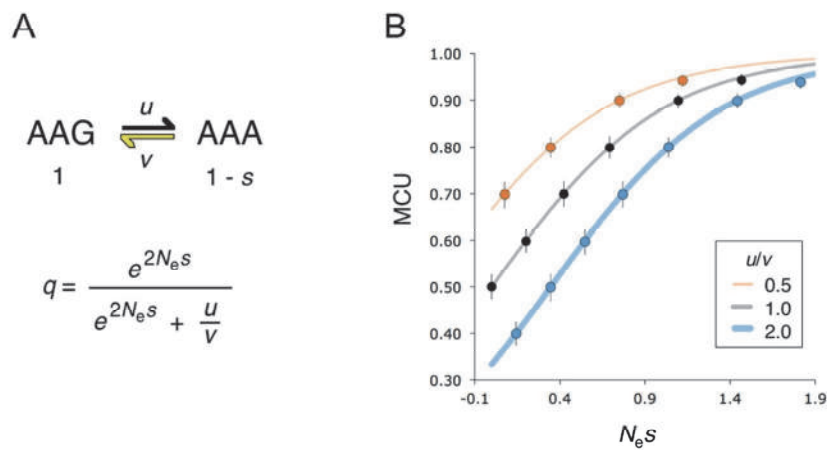 A
u
AAG AAA
v
1 1 - s
q = e^{2N_e s} / (e^{2N_e s} + u/v)
B
1.00
0.90
0.80
0.70
0.60
0.50
0.40
0.30
MCU
u/v
0.5
1.0
2.0
-0.1 0.4 0.9 1.4 1.9
N_e s